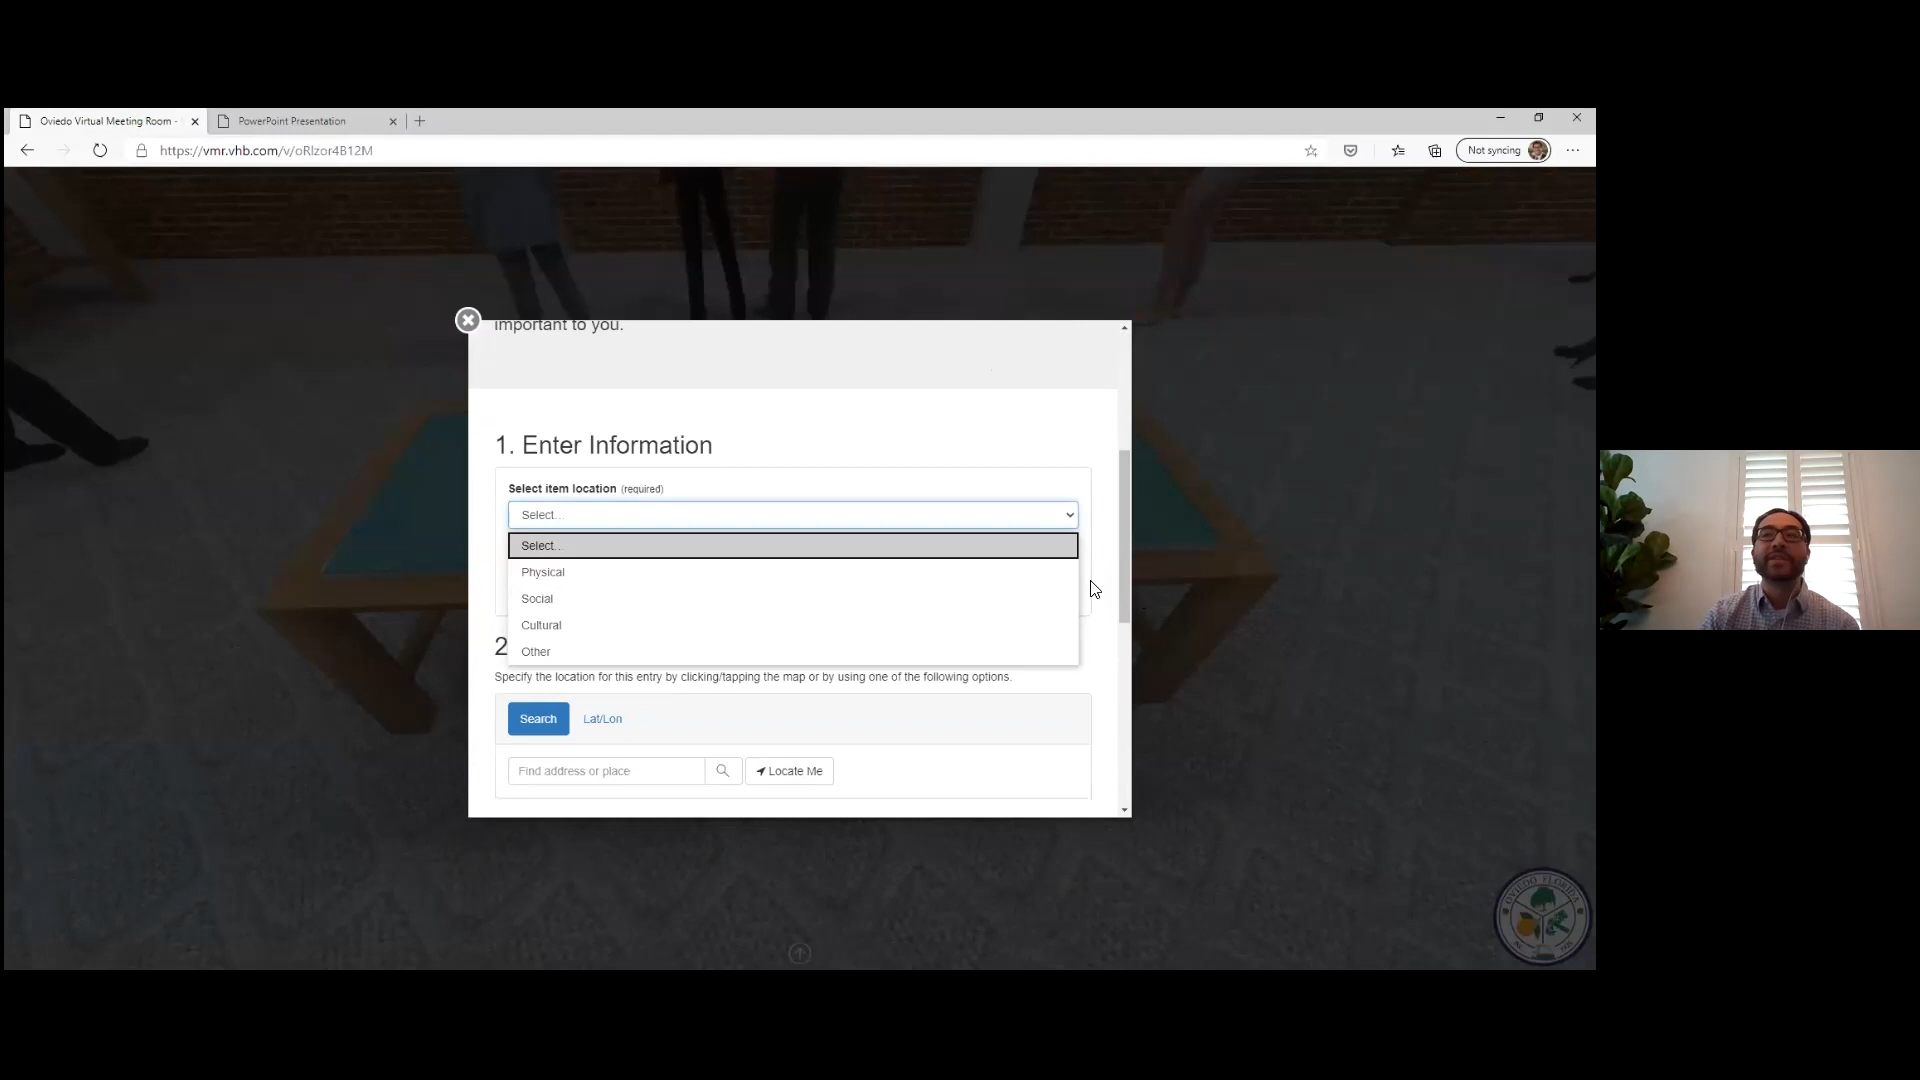 Oviedo Virtual Meeting Room -
PowerPoint Presentation
https://vmr.vhb.com/v/oRlzor4B12M
Not syncing
important to you.
1. Enter Information
Select item location (required)
Select...
Select...
Physical
Social
Cultural
Other
2
Specify the location for this entry by clicking/tapping the map or by using one of the following options.
Search
Lat/Lon
Find address or place
Locate Me
OVIEDO FLORIDA